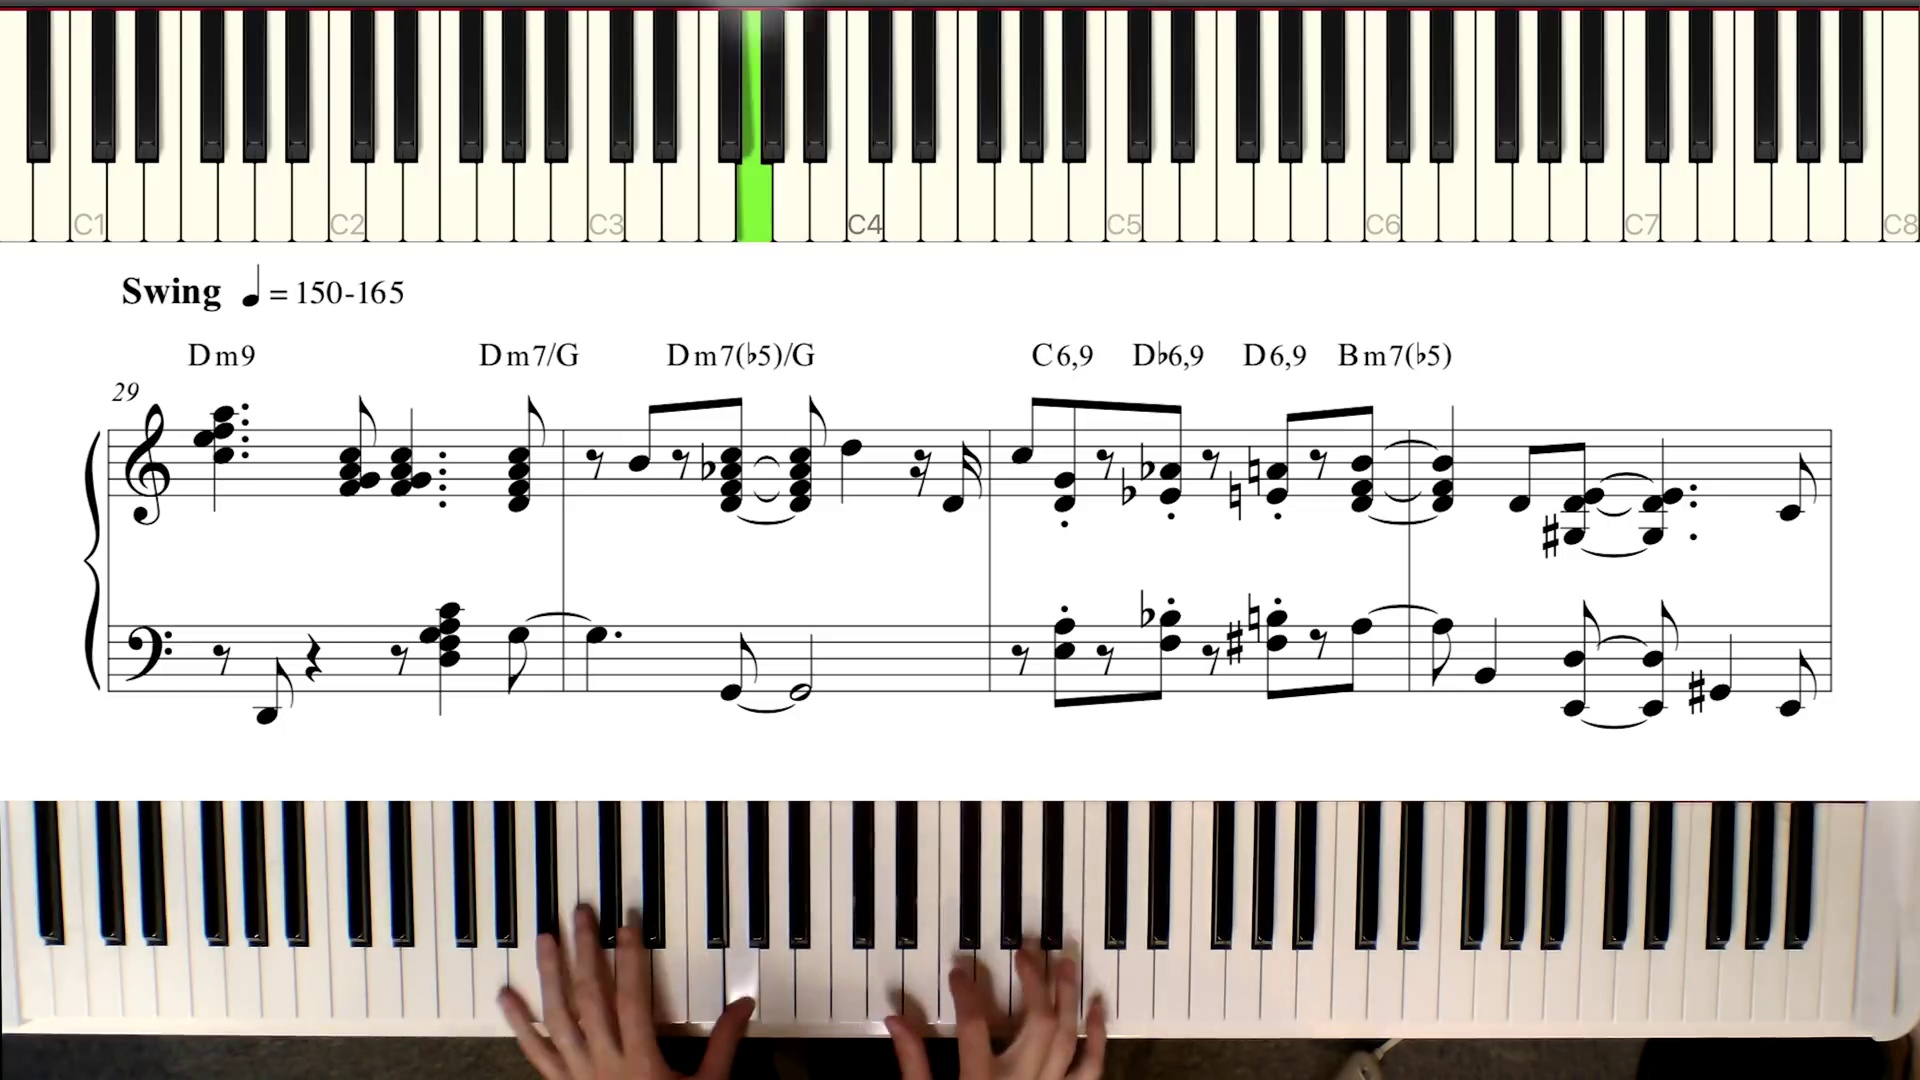 C1 C2 C3 C4 C5 C6 C7 C8
Swing ♩ = 150-165
Dm9 Dm7/G Dm7(♭5)/G C6,9 D♭6,9 D6,9 Bm7(♭5)
29